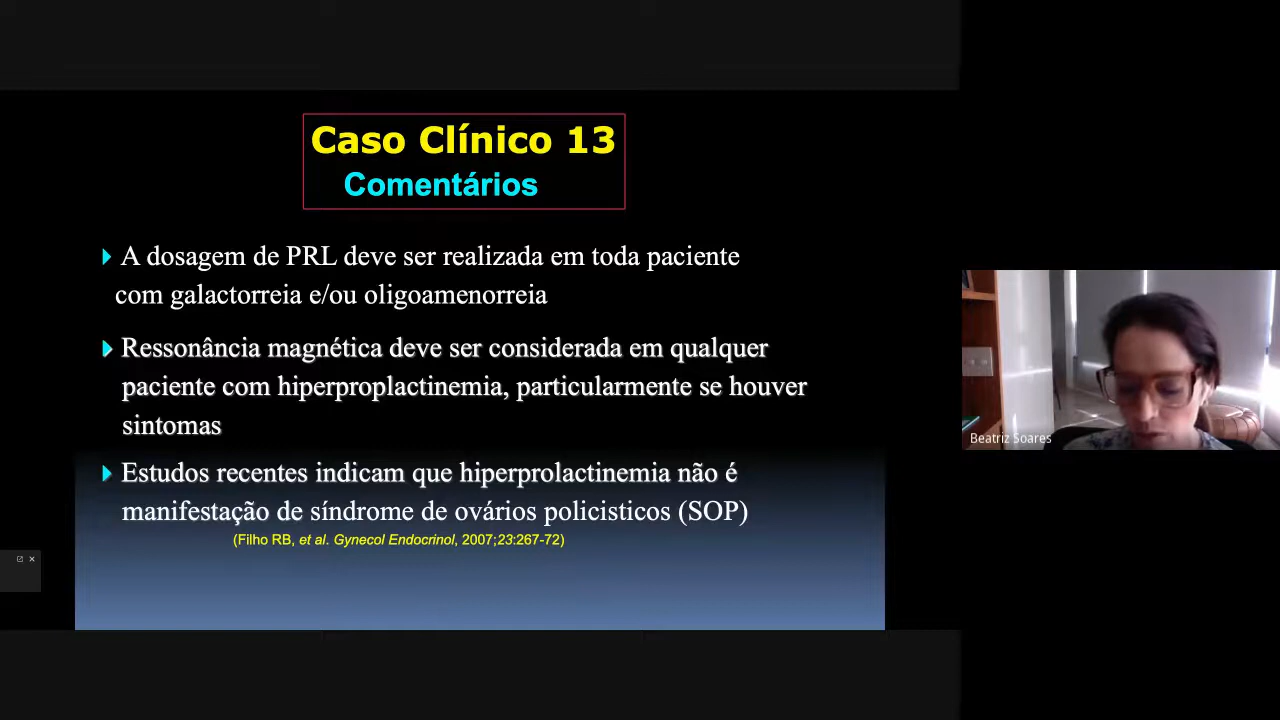 Caso Clínico 13
Comentários
A dosagem de PRL deve ser realizada em toda paciente
com galactorreia e/ou oligoamenorreia
Ressonância magnética deve ser considerada em qualquer
paciente com hiperproplactinemia, particularmente se houver
sintomas
Estudos recentes indicam que hiperprolactinemia não é
manifestação de síndrome de ovários policisticos (SOP)
(Filho RB, et al. Gynecol Endocrinol, 2007;23:267-72)
Beatriz Soares